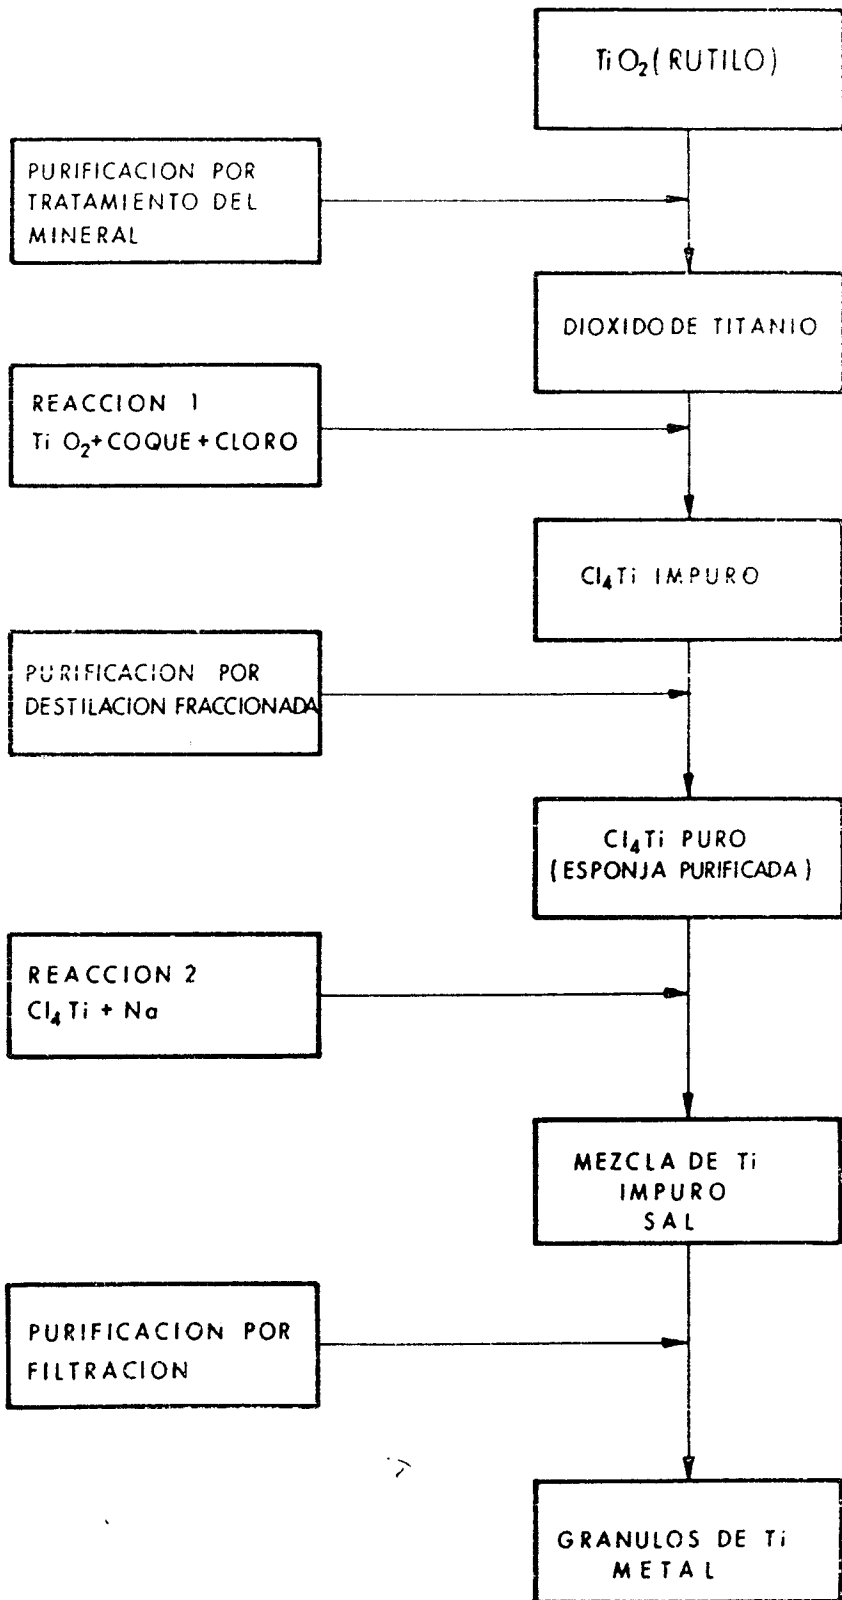 TiO₂ (RUTILO)
PURIFICACION POR
TRATAMIENTO DEL
MINERAL
DIOXIDO DE TITANIO
REACCION 1
Ti O₂+COQUE+CLORO
Cl₄Ti IMPURO
PURIFICACION POR
DESTILACION FRACCIONADA
Cl₄Ti PURO
(ESPONJA PURIFICADA)
REACCION 2
Cl₄Ti + Na
MEZCLA DE Ti
IMPURO
SAL
PURIFICACION POR
FILTRACION
GRANULOS DE Ti
METAL